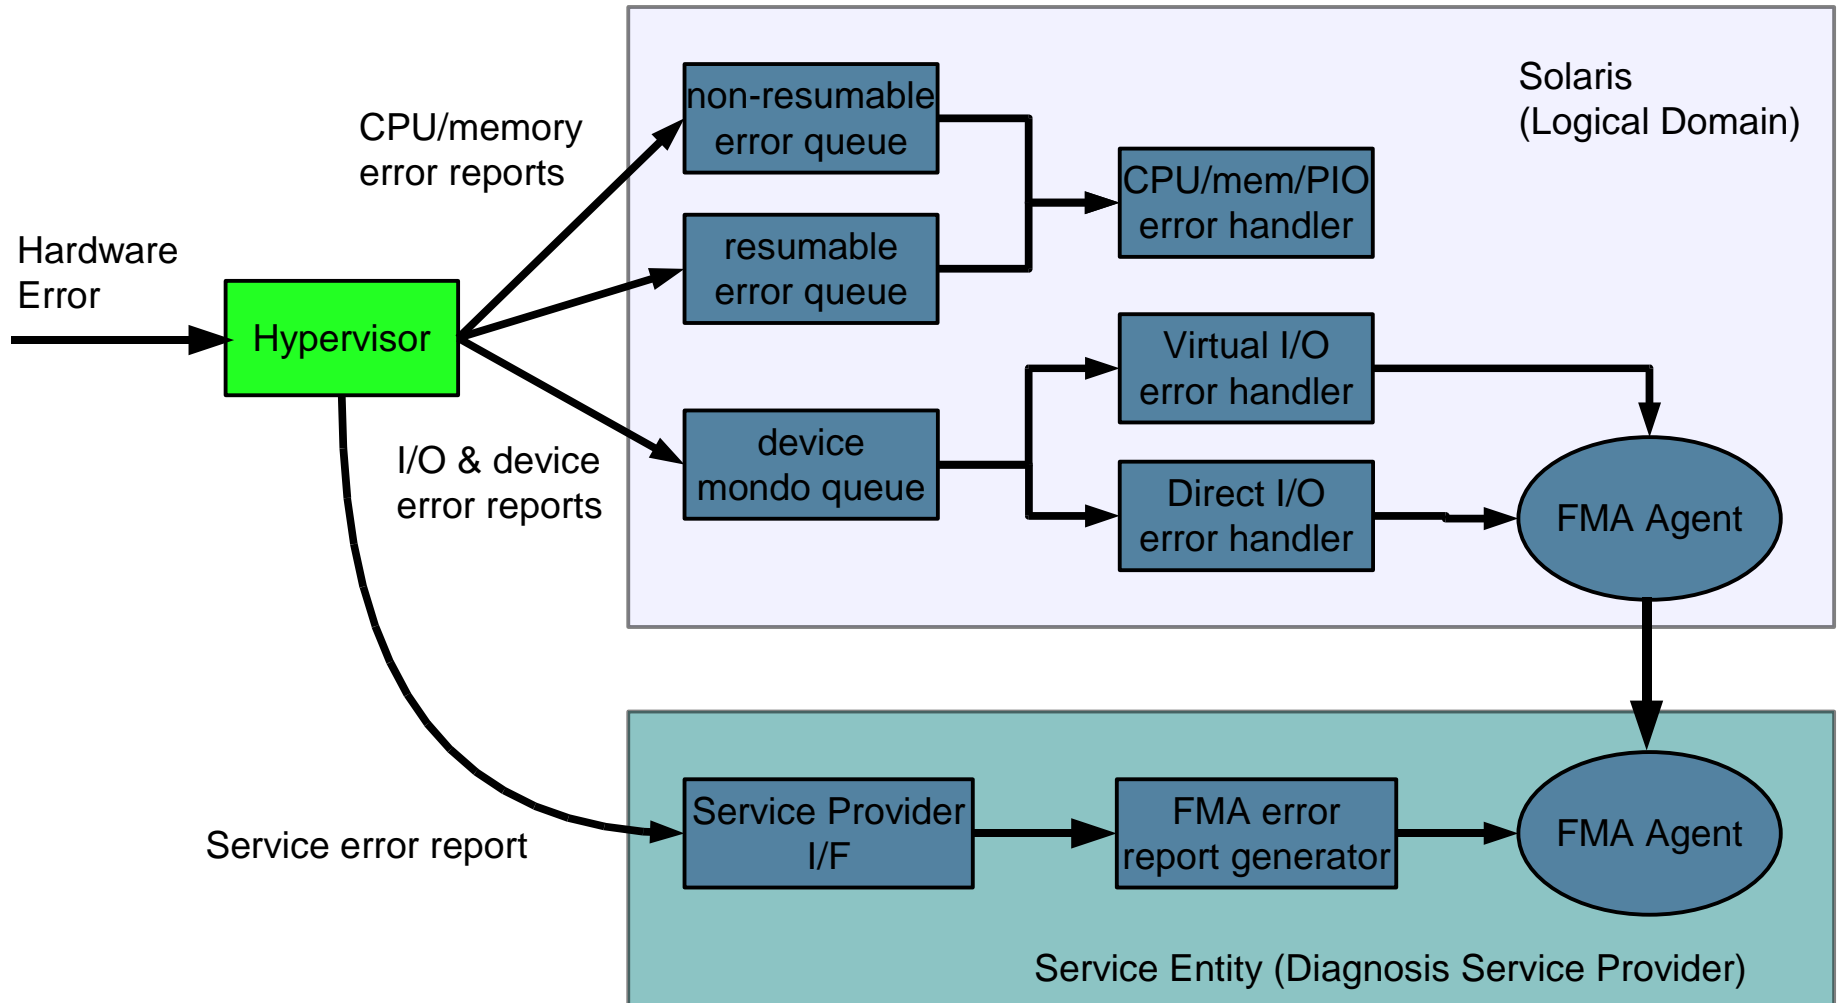 Solaris
(Logical Domain)
non-resumable
error queue
CPU/memory
error reports
CPU/mem/PIO
error handler
resumable
error queue
Hardware
Error
Hypervisor
Virtual I/O
error handler
device
mondo queue
I/O & device
error reports
Direct I/O
error handler
FMA Agent
Service error report
Service Provider
I/F
FMA error
report generator
FMA Agent
Service Entity (Diagnosis Service Provider)